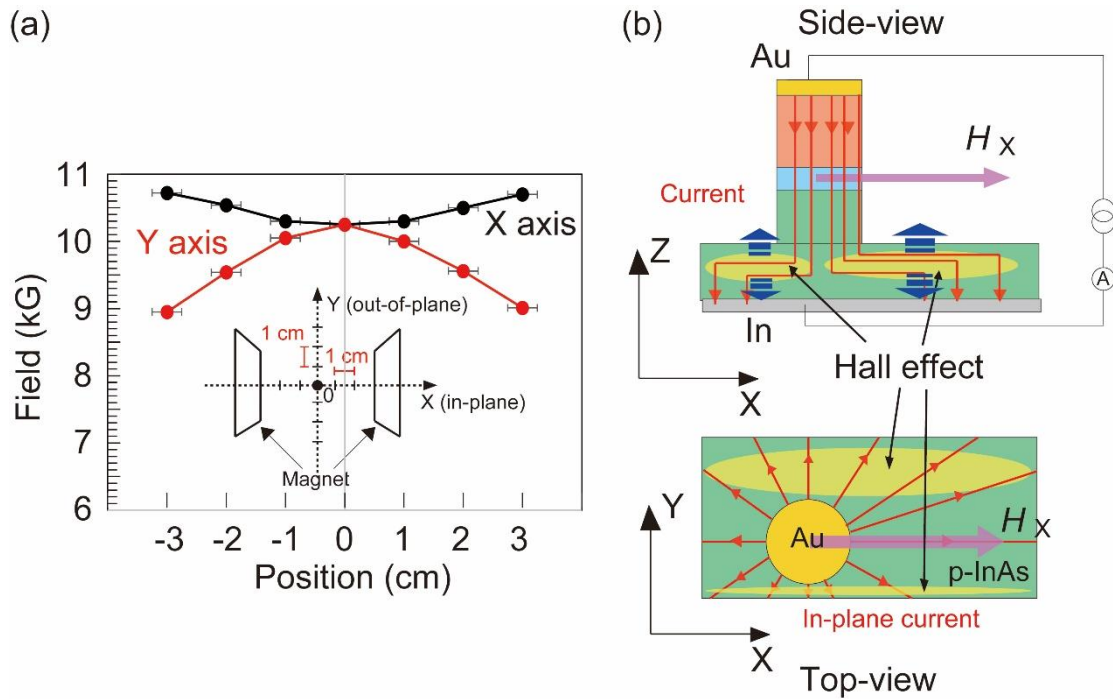 (a)
11
10
9
8
7
6
Field (kG)
Y axis
X axis
Y (out-of-plane)
1 cm
1 cm
0
X (in-plane)
Magnet
-3 -2 -1 0 1 2 3
Position (cm)
(b)
Side-view
Au
H X
Current
Z
A
In
X
Hall effect
Y
Au
H X
p-InAs
In-plane current
X
Top-view